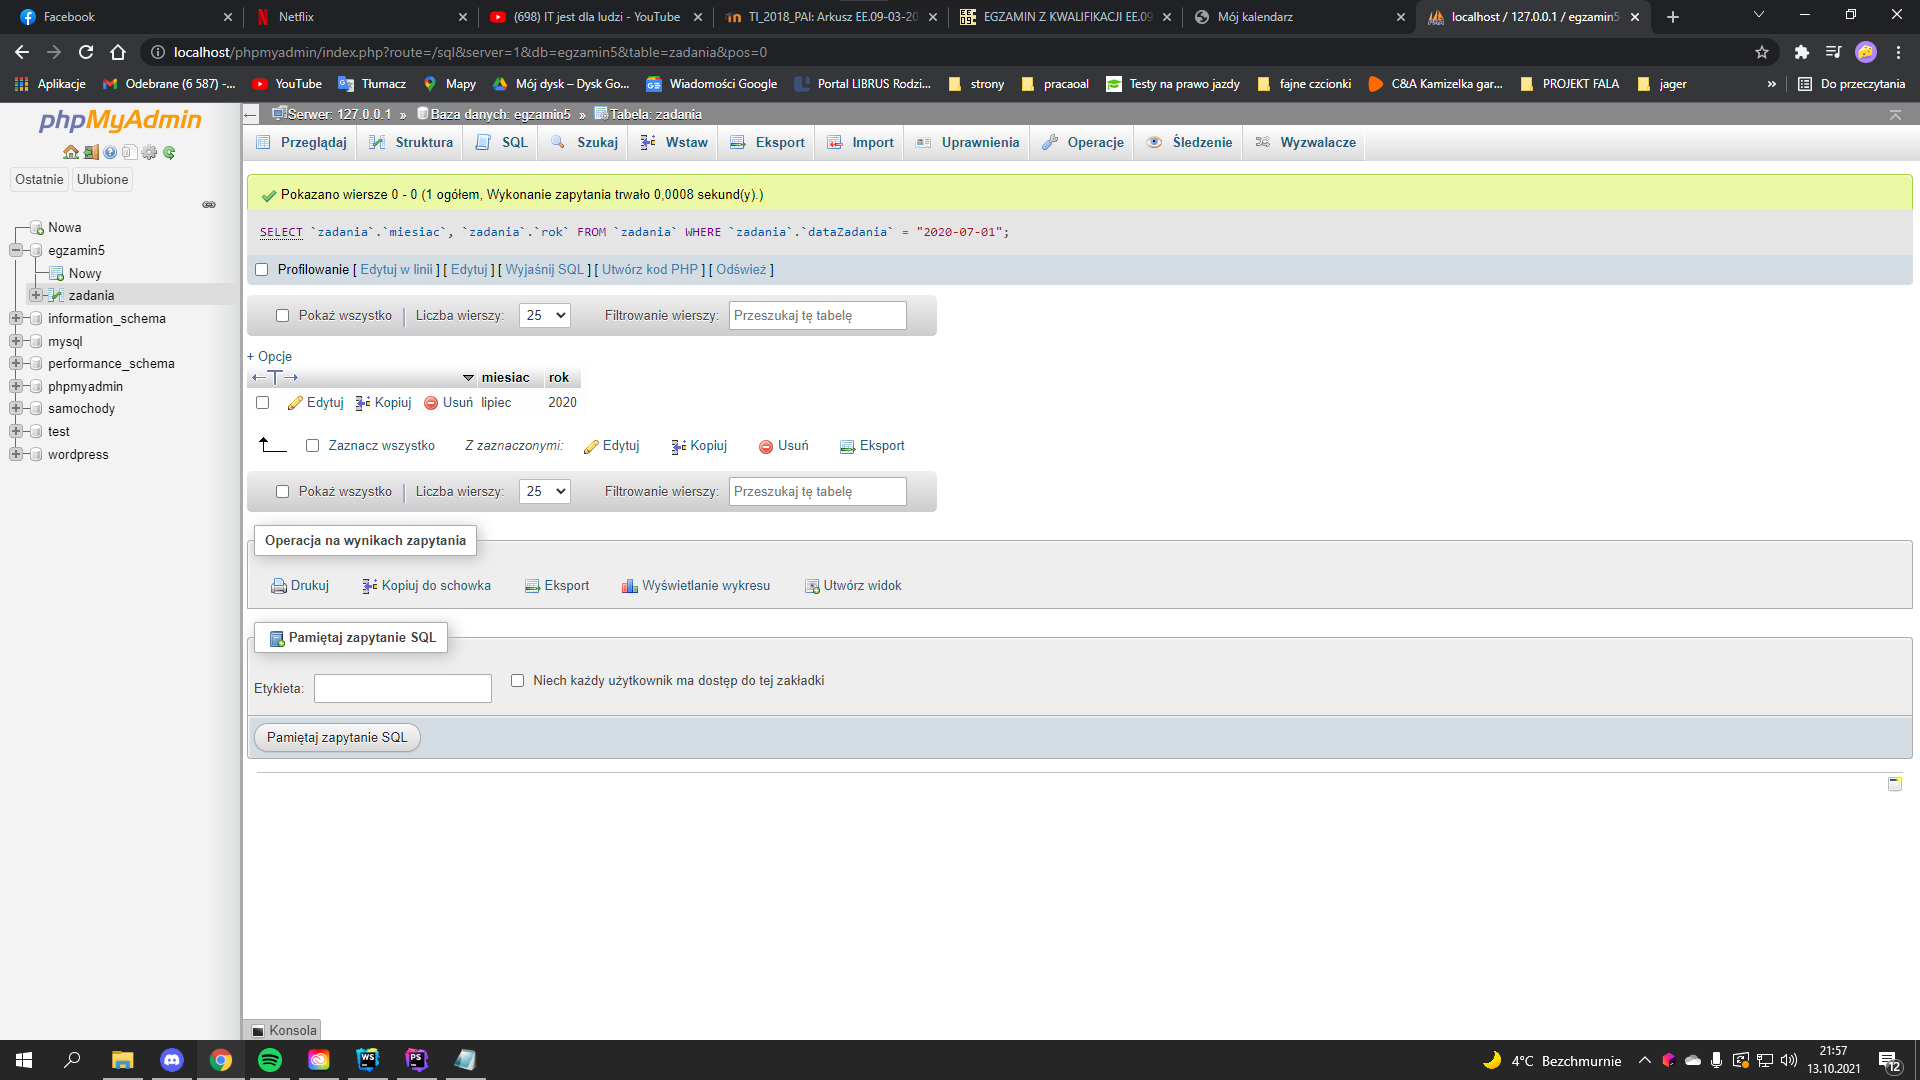 Facebook
Netflix
(698) IT jest dla ludzi - YouTube
TI_2018_PAI: Arkusz EE.09-03-20
EGZAMIN Z KWALIFIKACJI EE.09
Mój kalendarz
localhost / 127.0.0.1 / egzamin5
localhost/phpmyadmin/index.php?route=/sql&server=1&db=egzamin5&table=zadania&pos=0
Aplikacje
Odebrane (6 587) -...
YouTube
Tłumacz
Mapy
Mój dysk – Dysk Go...
Wiadomości Google
Portal LIBRUS Rodzi...
strony
pracaoal
Testy na prawo jazdy
fajne czcionki
C&A Kamizelka gar...
PROJEKT FALA
jager
»
Do przeczytania
phpMyAdmin
Ostatnie
Ulubione
Nowa
egzamin5
Nowy
zadania
information_schema
mysql
performance_schema
phpmyadmin
samochody
test
wordpress
Serwer: 127.0.0.1 » Baza danych: egzamin5 » Tabela: zadania
Przeglądaj
Struktura
SQL
Szukaj
Wstaw
Eksport
Import
Uprawnienia
Operacje
Śledzenie
Wyzwalacze
Pokazano wiersze 0 - 0 (1 ogółem, Wykonanie zapytania trwało 0,0008 sekund(y).)
SELECT `zadania`.`miesiac`, `zadania`.`rok` FROM `zadania` WHERE `zadania`.`dataZadania` = "2020-07-01";
Profilowanie [ Edytuj w linii ] [ Edytuj ] [ Wyjaśnij SQL ] [ Utwórz kod PHP ] [ Odśwież ]
Pokaż wszystko | Liczba wierszy: 25 Filtrowanie wierszy: Przeszukaj tę tabelę
+ Opcje
←T→ miesiac rok
Edytuj Kopiuj Usuń lipiec 2020
Zaznacz wszystko Z zaznaczonymi: Edytuj Kopiuj Usuń Eksport
Pokaż wszystko | Liczba wierszy: 25 Filtrowanie wierszy: Przeszukaj tę tabelę
Operacja na wynikach zapytania
Drukuj Kopiuj do schowka Eksport Wyświetlanie wykresu Utwórz widok
Pamiętaj zapytanie SQL
Etykieta: Niech każdy użytkownik ma dostęp do tej zakładki
Pamiętaj zapytanie SQL
Konsola
WS
PS
4°C Bezchmurnie
21:57
13.10.2021
12